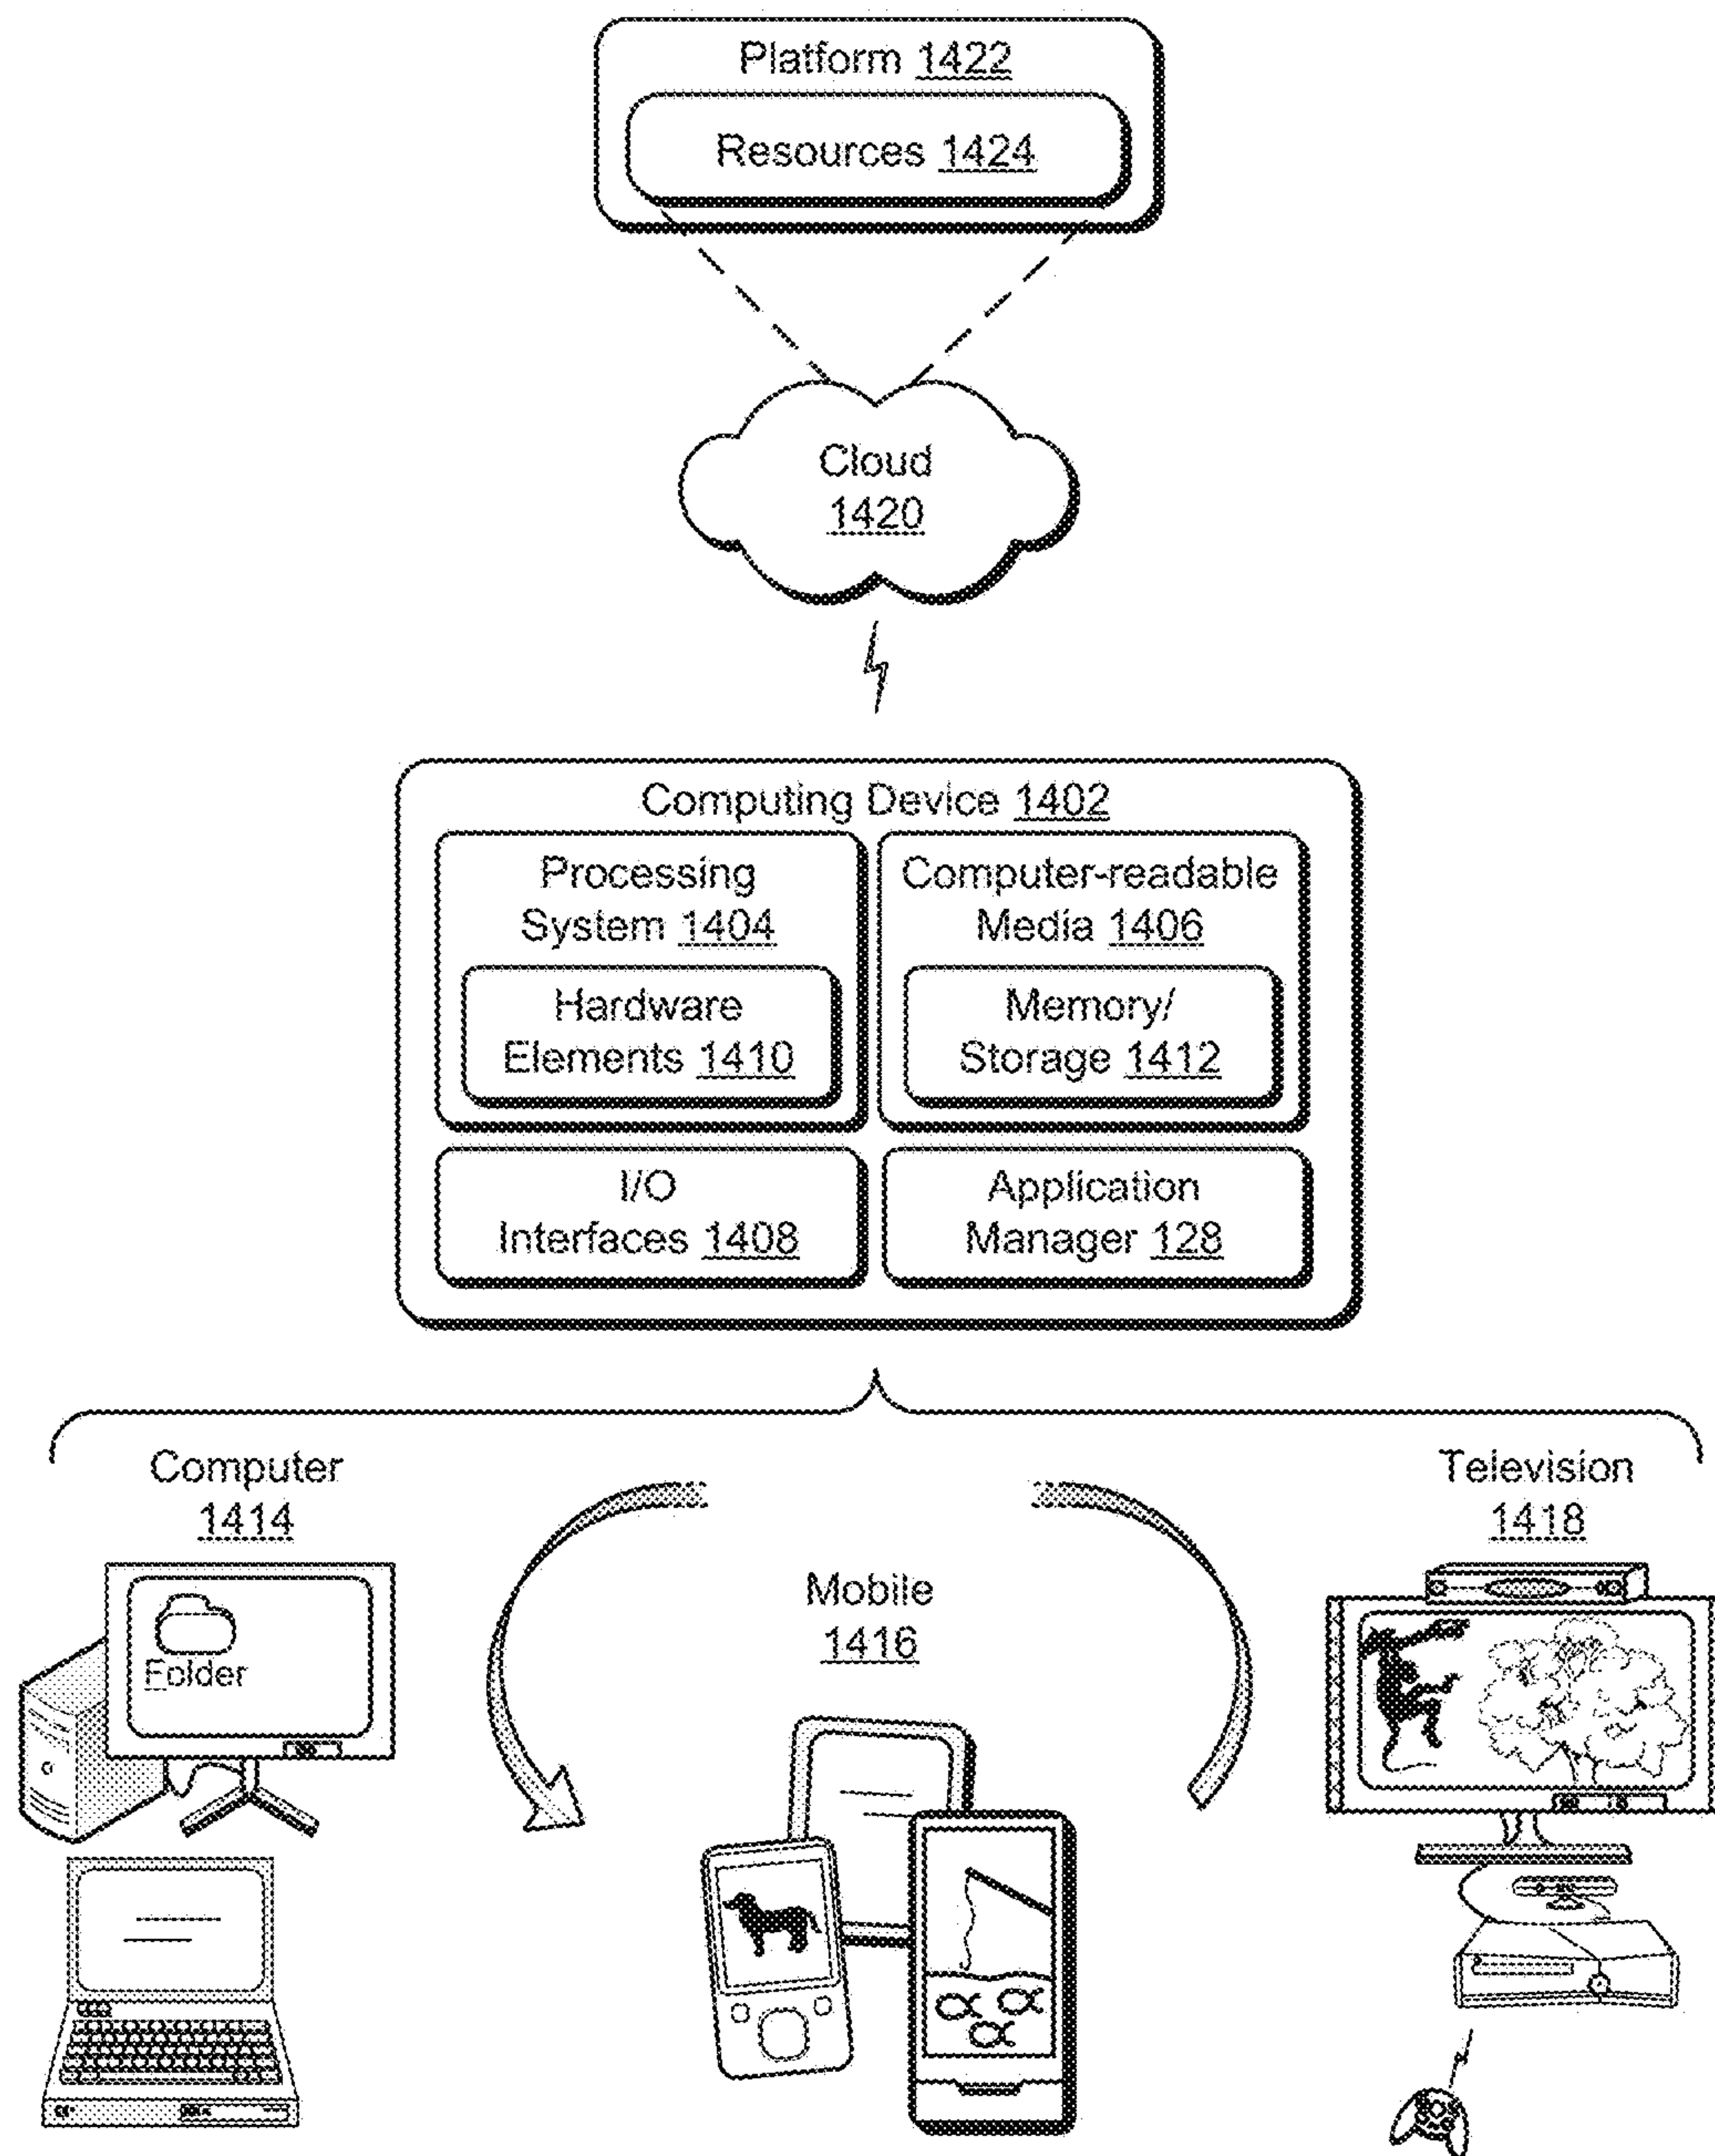 Platform 1422
Resources 1424
Cloud
1420
Computing Device 1402
Processing
System 1404
Computer-readable
Media 1406
Hardware
Elements 1410
Memory/
Storage 1412
I/O
Interfaces 1408
Application
Manager 128
Computer
1414
Television
1418
Mobile
1416
Folder